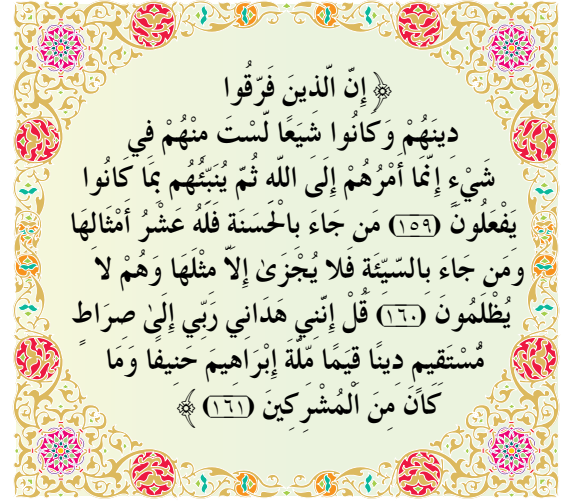 ﴿إِنَّ الَّذِينَ فَرَّقُوا
دِينَهُمْ وَكَانُوا شِيَعًا لَّسْتَ مِنْهُمْ فِي
شَيْءٍ إِنَّمَا أَمْرُهُمْ إِلَى اللَّهِ ثُمَّ يُنَبِّئُهُم بِمَا كَانُوا
يَفْعَلُونَ (١٥٩) مَن جَاءَ بِالْحَسَنَةِ فَلَهُ عَشْرُ أَمْثَالِهَا
وَمَن جَاءَ بِالسَّيِّئَةِ فَلَا يُجْزَىٰ إِلَّا مِثْلَهَا وَهُمْ لَا
يُظْلَمُونَ (١٦٠) قُلْ إِنَّنِي هَدَانِي رَبِّي إِلَىٰ صِرَاطٍ
مُّسْتَقِيمٍ دِينًا قِيَمًا مِّلَّةَ إِبْرَاهِيمَ حَنِيفًا وَمَا
كَانَ مِنَ الْمُشْرِكِينَ (١٦١)﴾